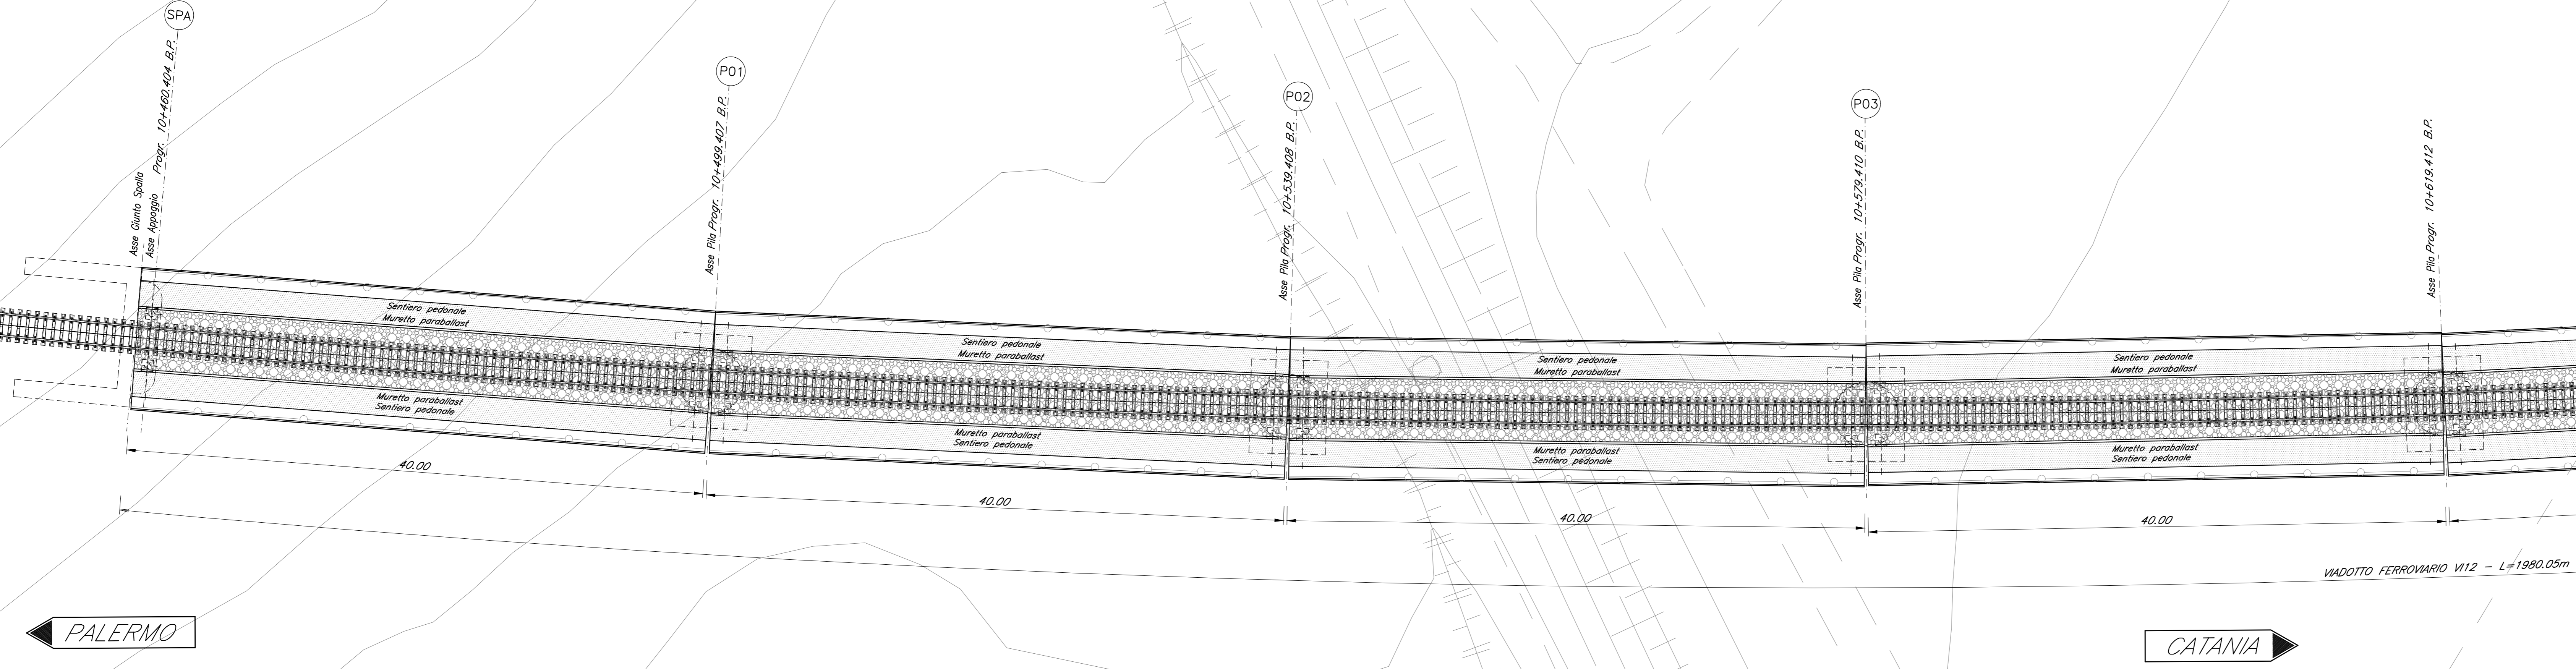 SPA
P01
P02
P03
Asse Giunto Spalla
Asse Appoggio Progr. 10+460.404 B.P.
Asse Pila Progr. 10+499.407 B.P.
Asse Pila Progr. 10+539.408 B.P.
Asse Pila Progr. 10+579.410 B.P.
Asse Pila Progr. 10+619.412 B.P.
Sentiero pedonale
Muretto paraballast
Muretto paraballast
Sentiero pedonale
Sentiero pedonale
Muretto paraballast
Muretto paraballast
Sentiero pedonale
Sentiero pedonale
Muretto paraballast
Muretto paraballast
Sentiero pedonale
Sentiero pedonale
Muretto paraballast
Muretto paraballast
Sentiero pedonale
40.00
40.00
40.00
40.00
VIADOTTO FERROVIARIO VI12 - L=1980.05m
PALERMO
CATANIA